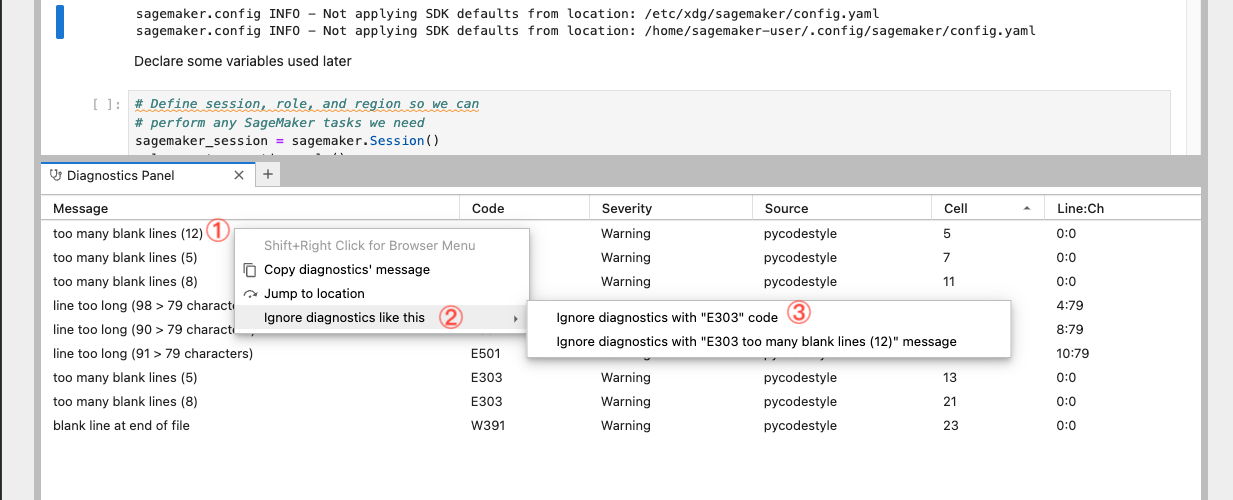 sagemaker.config INFO - Not applying SDK defaults from location: /etc/xdg/sagemaker/config.yaml
sagemaker.config INFO - Not applying SDK defaults from location: /home/sagemaker-user/.config/sagemaker/config.yaml
Declare some variables used later
[ ]: # Define session, role, and region so we can
# perform any SageMaker tasks we need
sagemaker_session = sagemaker.Session()
Diagnostics Panel × +
Message Code Severity Source Cell Line:Ch
too many blank lines (12) ① Warning pycodestyle 5 0:0
Shift+Right Click for Browser Menu
too many blank lines (5) Warning pycodestyle 7 0:0
Copy diagnostics' message
too many blank lines (8) Warning pycodestyle 11 0:0
Jump to location
line too long (98 > 79 4:79
Ignore diagnostics like this ② Ignore diagnostics with "E303" code ③
line too long (90 > 79 8:79
Ignore diagnostics with "E303 too many blank lines (12)" message
line too long (91 > 79 characters) E501 10:79
too many blank lines (5) E303 Warning pycodestyle 13 0:0
too many blank lines (8) E303 Warning pycodestyle 21 0:0
blank line at end of file W391 Warning pycodestyle 23 0:0